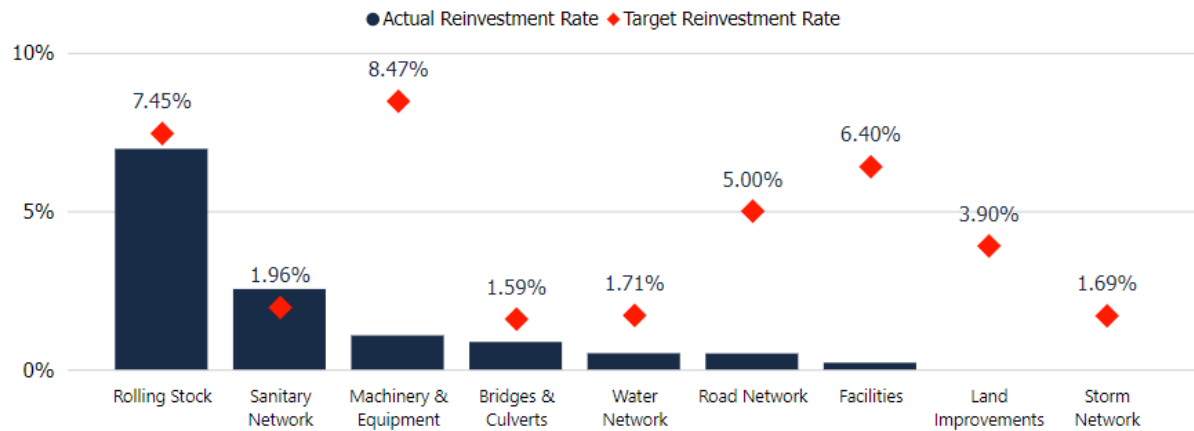 Actual Reinvestment Rate Target Reinvestment Rate
10%
5%
0%
7.45%
1.96%
8.47%
1.59%
1.71%
5.00%
6.40%
3.90%
1.69%
Rolling Stock
Sanitary
Network
Machinery &
Equipment
Bridges &
Culverts
Water
Network
Road Network
Facilities
Land
Improvements
Storm
Network